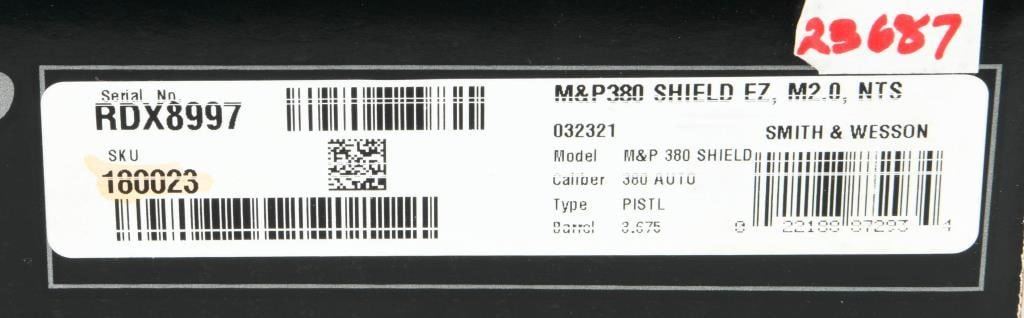 23687
Serial No.
RDX8997
SKU
180023
M&P380 SHIELD EZ, M2.0, NTS
032321 SMITH & WESSON
Model M&P 380 SHIELD
Caliber 380 AUTO
Type PISTL
Barrel 3.675
0 22188 87293 4